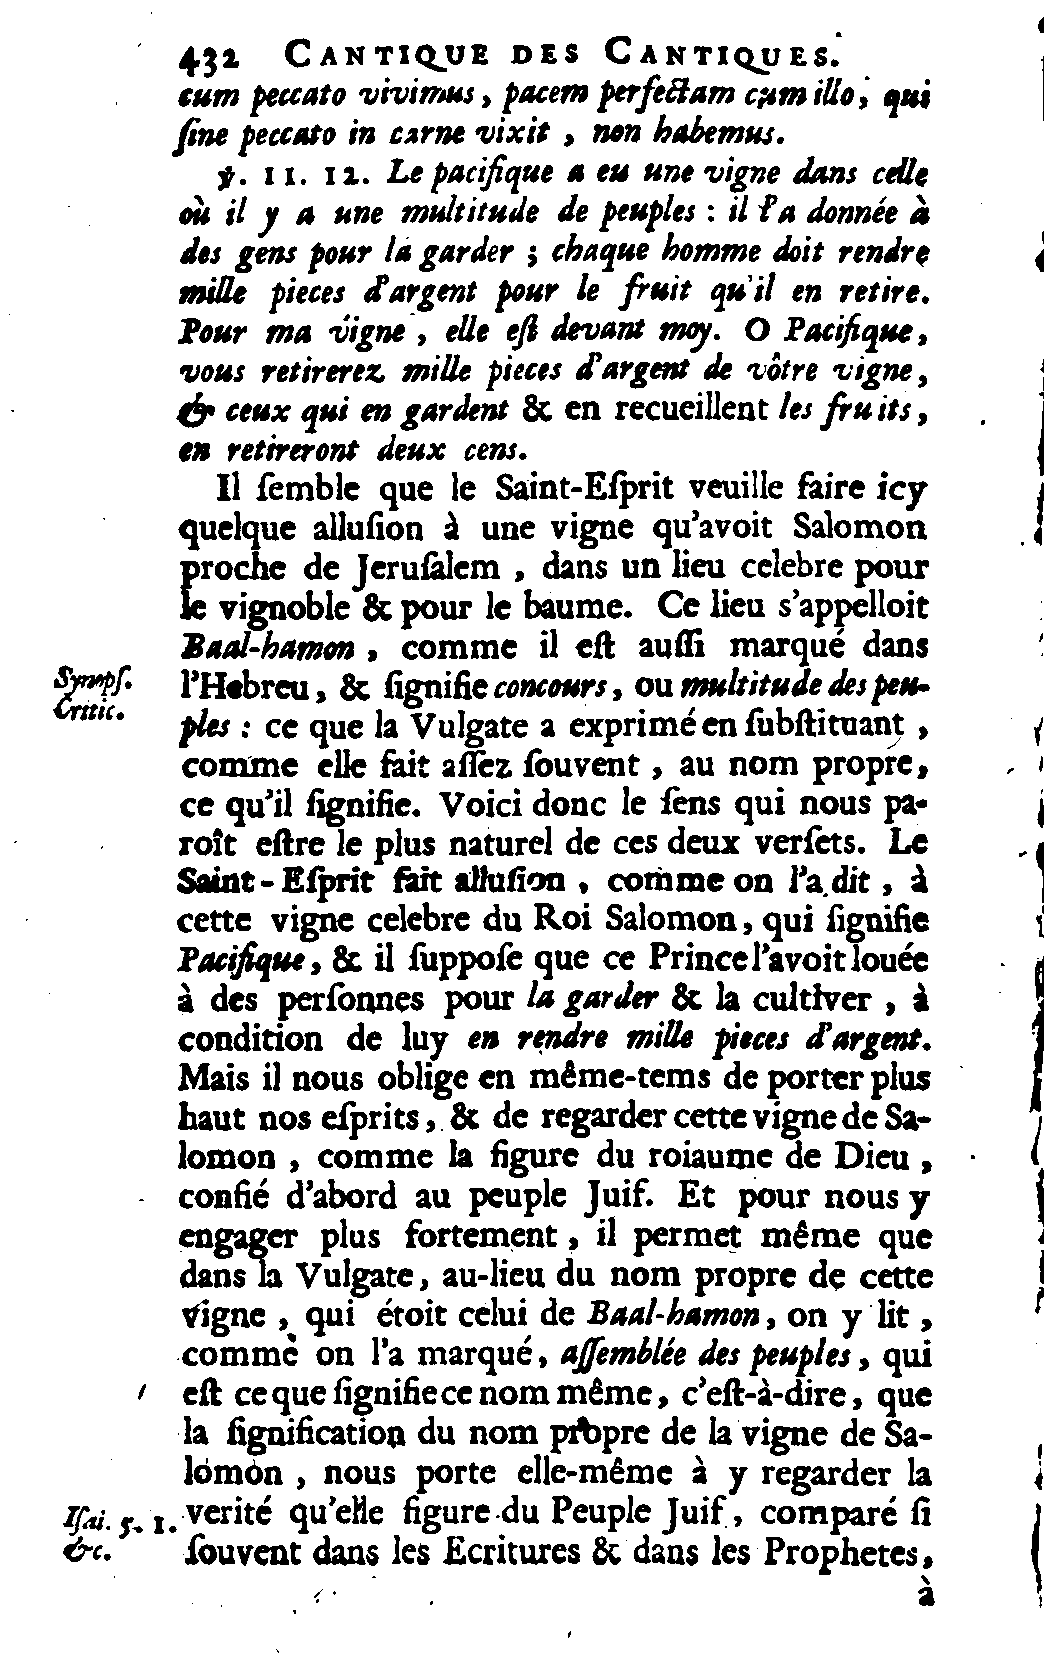 432 CANTIQUE DES CANTIQUES.
cum peccato vivimus, pacem perfectam cum illo, qui
ſine peccato in carne vixit, non habemus.
ꝟ. 11. 12. Le pacifique a eu une vigne dans celle
où il y a une multitude de peuples : il l'a donnée à
des gens pour la garder ; chaque homme doit rendre
mille pieces d'argent pour le fruit qu'il en retire.
Pour ma vigne, elle eſt devant moy. O Pacifique,
vous retirerez mille pieces d'argent de vôtre vigne,
& ceux qui en gardent & en recueillent les fruits,
en retireront deux cens.
Il ſemble que le Saint-Eſprit veuille faire icy
quelque alluſion à une vigne qu'avoit Salomon
proche de Jeruſalem, dans un lieu celebre pour
le vignoble & pour le baume. Ce lieu s'appelloit
Baal-hamon, comme il eſt auſſi marqué dans
Synopſ. l'Hebreu, & ſignifie concours, ou multitude des peu-
Critic. ples : ce que la Vulgate a exprimé en ſubſtituant,
comme elle fait aſſez ſouvent, au nom propre,
ce qu'il ſignifie. Voici donc le ſens qui nous pa-
roît eſtre le plus naturel de ces deux verſets. Le
Saint-Eſprit fait alluſion, comme on l'a dit, à
cette vigne celebre du Roi Salomon, qui ſignifie
Pacifique, & il ſuppoſe que ce Prince l'avoit louée
à des perſonnes pour la garder & la cultiver, à
condition de luy en rendre mille pieces d'argent.
Mais il nous oblige en même-tems de porter plus
haut nos eſprits, & de regarder cette vigne de Sa-
lomon, comme la figure du roiaume de Dieu,
confié d'abord au peuple Juif. Et pour nous y
engager plus fortement, il permet même que
dans la Vulgate, au-lieu du nom propre de cette
vigne, qui étoit celui de Baal-hamon, on y lit,
comme on l'a marqué, aſſemblée des peuples, qui
eſt ce que ſignifie ce nom même, c'eſt-à-dire, que
la ſignification du nom propre de la vigne de Sa-
lomon, nous porte elle-même à y regarder la
Iſai. 5. 1. verité qu'elle figure du Peuple Juif, comparé ſi
&c. ſouvent dans les Ecritures & dans les Prophetes,
à